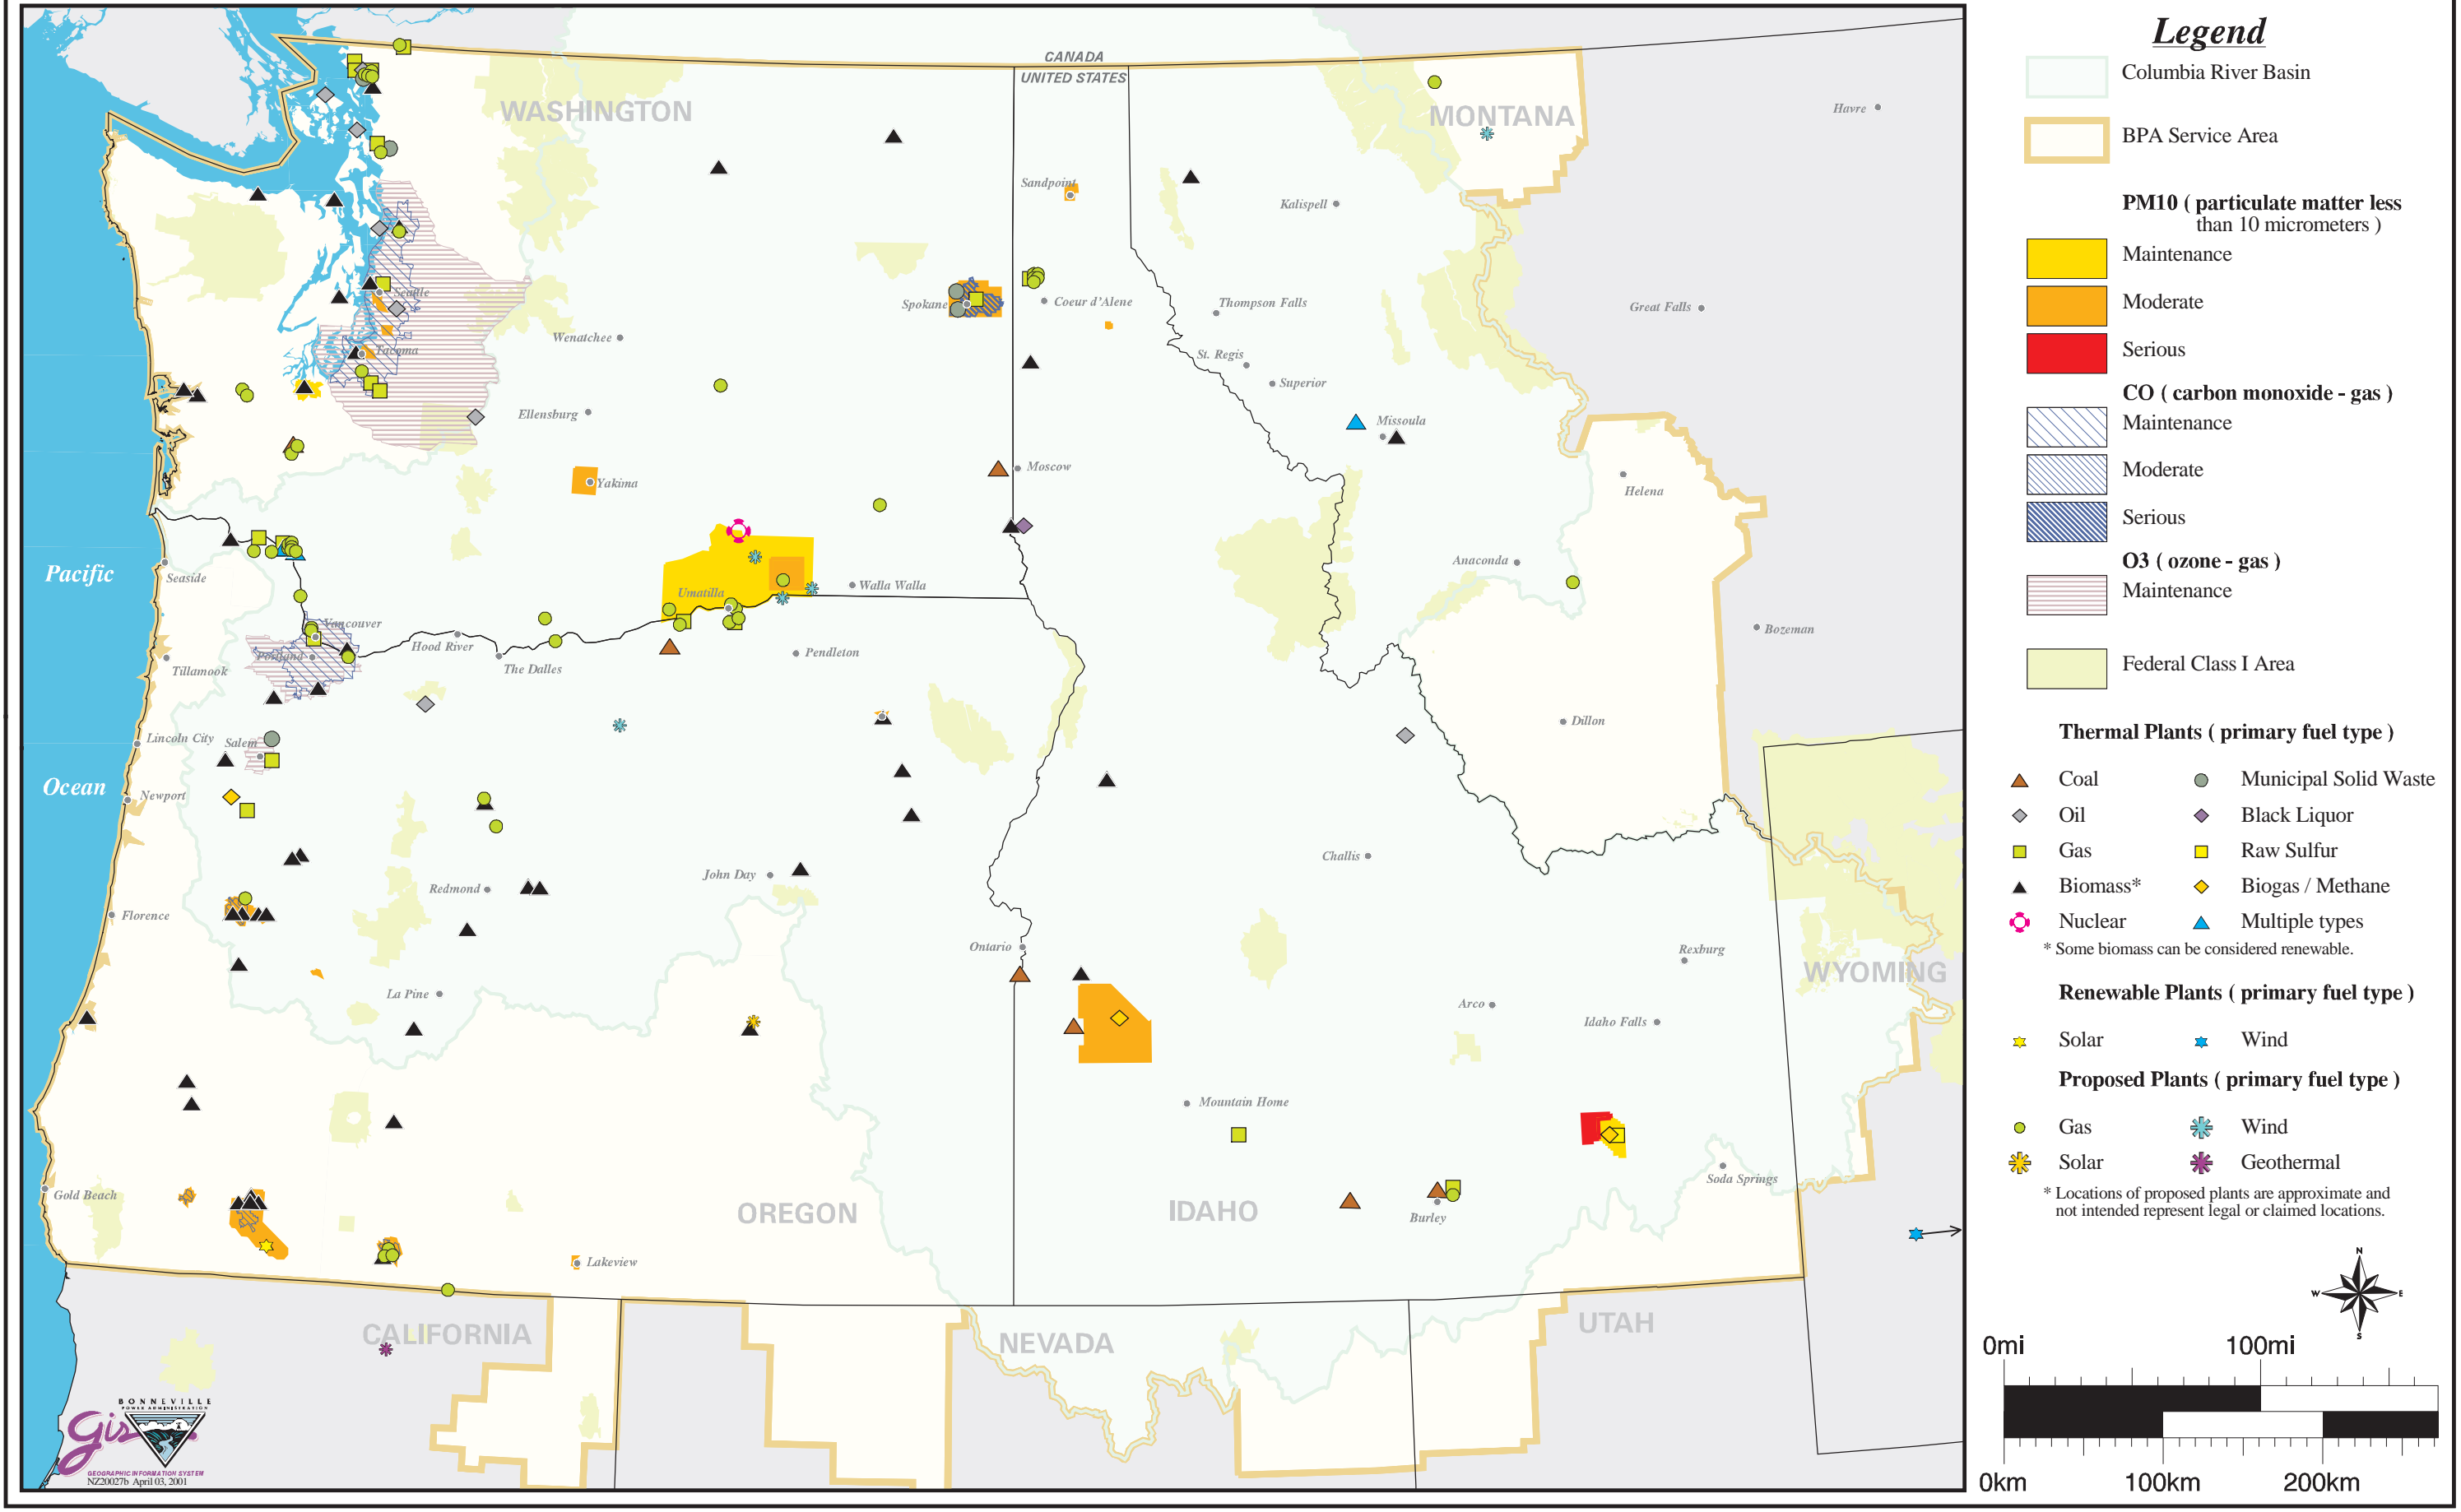 CANADA
UNITED STATES
WASHINGTON
MONTANA
Havre
Sandpoint
Kalispell
Seattle
Spokane
Coeur d'Alene
Thompson Falls
Great Falls
Wenatchee
Tacoma
St. Regis
Superior
Ellensburg
Missoula
Moscow
Yakima
Helena
Pacific
Seaside
Anaconda
Umatilla
Walla Walla
Vancouver
Bozeman
Hood River
Portland
Tillamook
The Dalles
Pendleton
Dillon
Lincoln City
Salem
Ocean
Newport
Challis
John Day
Redmond
Florence
Ontario
Rexburg
WYOMING
La Pine
Arco
Idaho Falls
Mountain Home
Soda Springs
Gold Beach
OREGON
IDAHO
Burley
Lakeview
CALIFORNIA
NEVADA
UTAH
BONNEVILLE
POWER ADMINISTRATION
gis
GEOGRAPHIC INFORMATION SYSTEM
NZ20027b April 03, 2001
Legend
Columbia River Basin
BPA Service Area
PM10 ( particulate matter less
than 10 micrometers )
Maintenance
Moderate
Serious
CO ( carbon monoxide - gas )
Maintenance
Moderate
Serious
O3 ( ozone - gas )
Maintenance
Federal Class I Area
Thermal Plants ( primary fuel type )
Coal Municipal Solid Waste
Oil Black Liquor
Gas Raw Sulfur
Biomass* Biogas / Methane
Nuclear Multiple types
* Some biomass can be considered renewable.
Renewable Plants ( primary fuel type )
Solar Wind
Proposed Plants ( primary fuel type )
Gas Wind
Solar Geothermal
* Locations of proposed plants are approximate and
not intended represent legal or claimed locations.
N
W E
S
0mi 100mi
0km 100km 200km